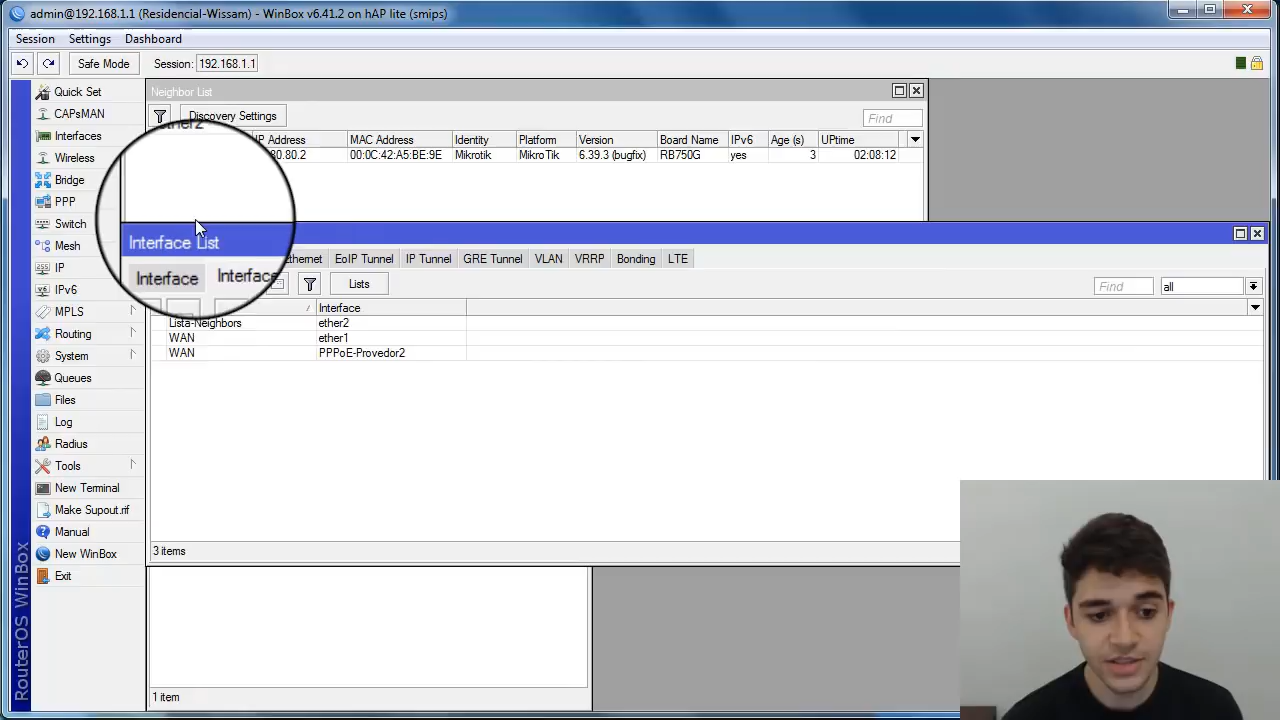 admin@192.168.1.1 (Residencial-Wissam) - WinBox v6.41.2 on hAP lite (smips)
Session Settings Dashboard
Safe Mode Session: 192.168.1.1
Quick Set
CAPsMAN
Interfaces
Wireless
Bridge
PPP
Switch
Mesh
IP
IPv6
MPLS
Routing
System
Queues
Files
Log
Radius
Tools
New Terminal
Make Supout.rif
Manual
New WinBox
Exit
RouterOS WinBox
Neighbor List
Discovery Settings Find
IP Address MAC Address Identity Platform Version Board Name IPv6 Age (s) UPtime
80.80.2 00:0C:42:A5:BE:9E Mikrotik MikroTik 6.39.3 (bugfix) RB750G yes 3 02:08:12
ether2
Interface List
Interface Interface Ethernet EoIP Tunnel IP Tunnel GRE Tunnel VLAN VRRP Bonding LTE
Lists Find all
Interface
Lista-Neighbors ether2
WAN ether1
WAN PPPoE-Provedor2
3 items
1 item